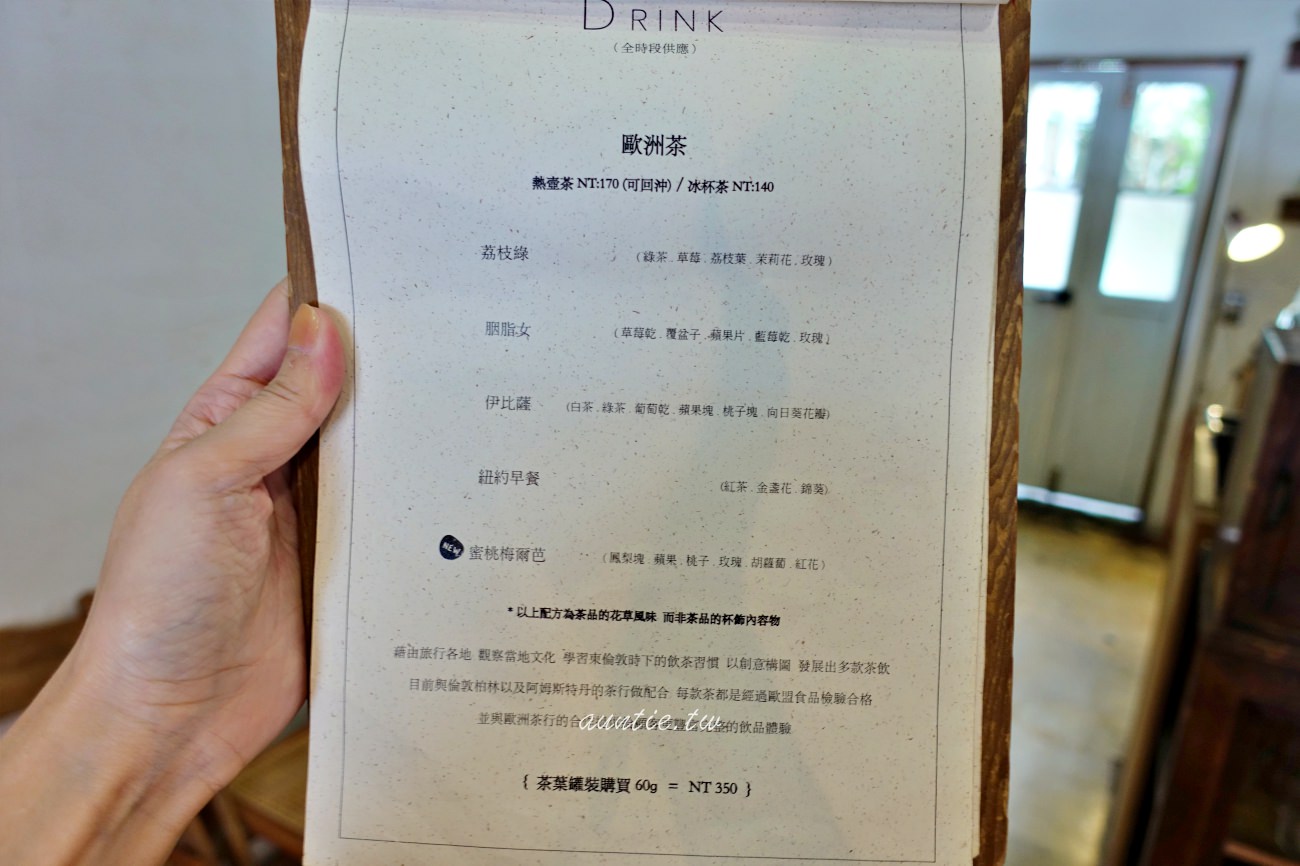 DRINK
(全時段供應)
歐洲茶
熱壺茶 NT:170 (可回沖) / 冰杯茶 NT:140
荔枝綠 (綠茶.草莓.荔枝葉.茉莉花.玫瑰)
胭脂女 (草莓乾.覆盆子.蘋果片.藍莓乾.玫瑰)
伊比薩 (白茶.綠茶.葡萄乾.蘋果塊.桃子塊.向日葵花瓣)
紐約早餐 (紅茶.金盞花.錦葵)
NEW 蜜桃梅爾芭 (鳳梨塊.蘋果.桃子.玫瑰.胡蘿蔔.紅花)
*以上配方為茶品的花草風味 而非茶品的杯飾內容物
藉由旅行各地 觀察當地文化 學習東倫敦時下的飲茶習慣 以創意構圖 發展出多款茶飲
目前與倫敦柏林以及阿姆斯特丹的茶行做配合 每款茶都是經過歐盟食品檢驗合格
並與歐洲茶行的合 的飲品體驗
auntie.tw
{ 茶葉罐裝購買 60g = NT 350 }